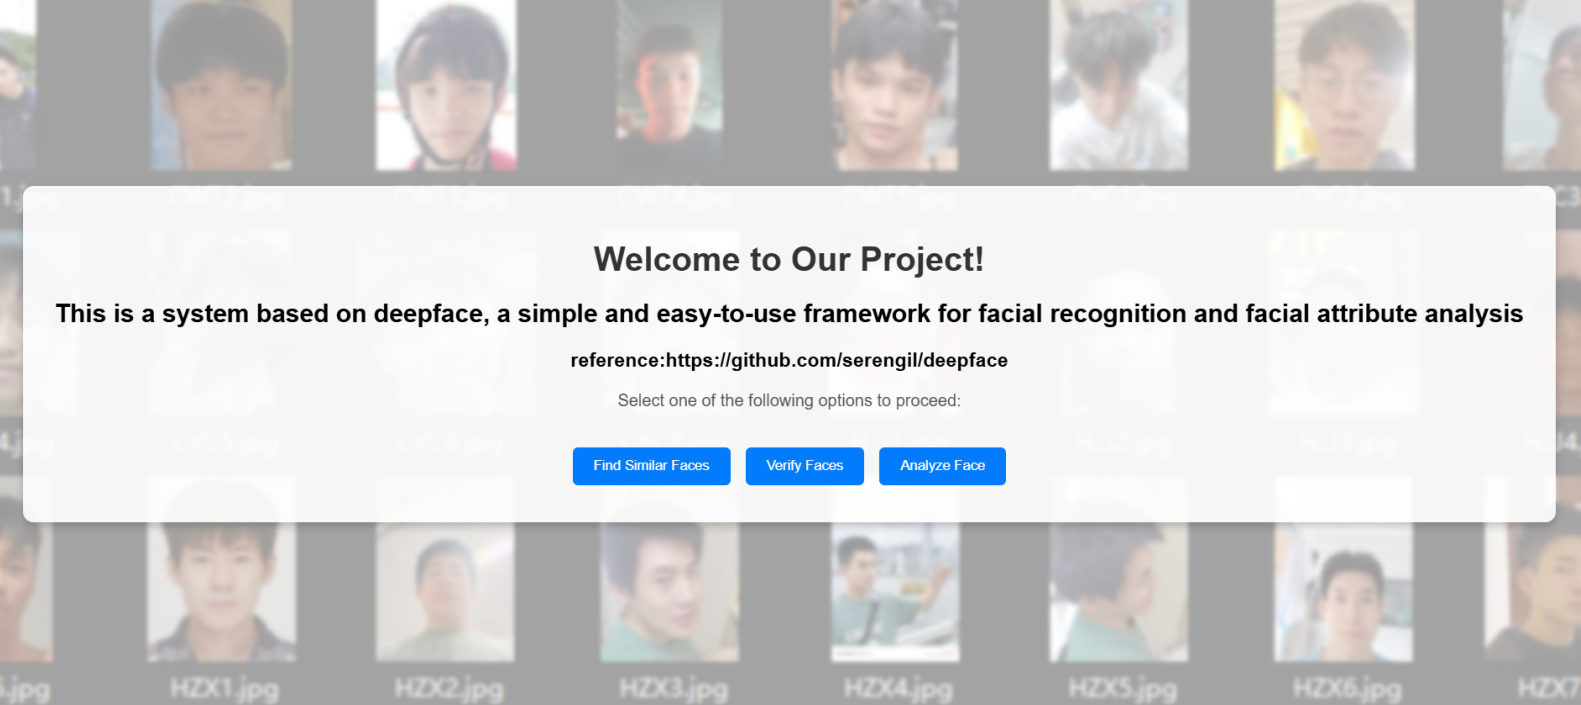 1.jpg CWT2.jpg CWT3.jpg CWT4.jpg CWT5.jpg CYC1.jpg CYC2.jpg CYC3
Welcome to Our Project!
This is a system based on deepface, a simple and easy-to-use framework for facial recognition and facial attribute analysis
reference:https://github.com/serengil/deepface
Select one of the following options to proceed:
4.jpg CYC5.jpg CYC6.jpg CYC7.jpg HJJ2.jpg HJJ3.jpg
Find Similar Faces Verify Faces Analyze Face
.jpg HZX1.jpg HZX2.jpg HZX3.jpg HZX4.jpg HZX5.jpg HZX6.jpg HZX7